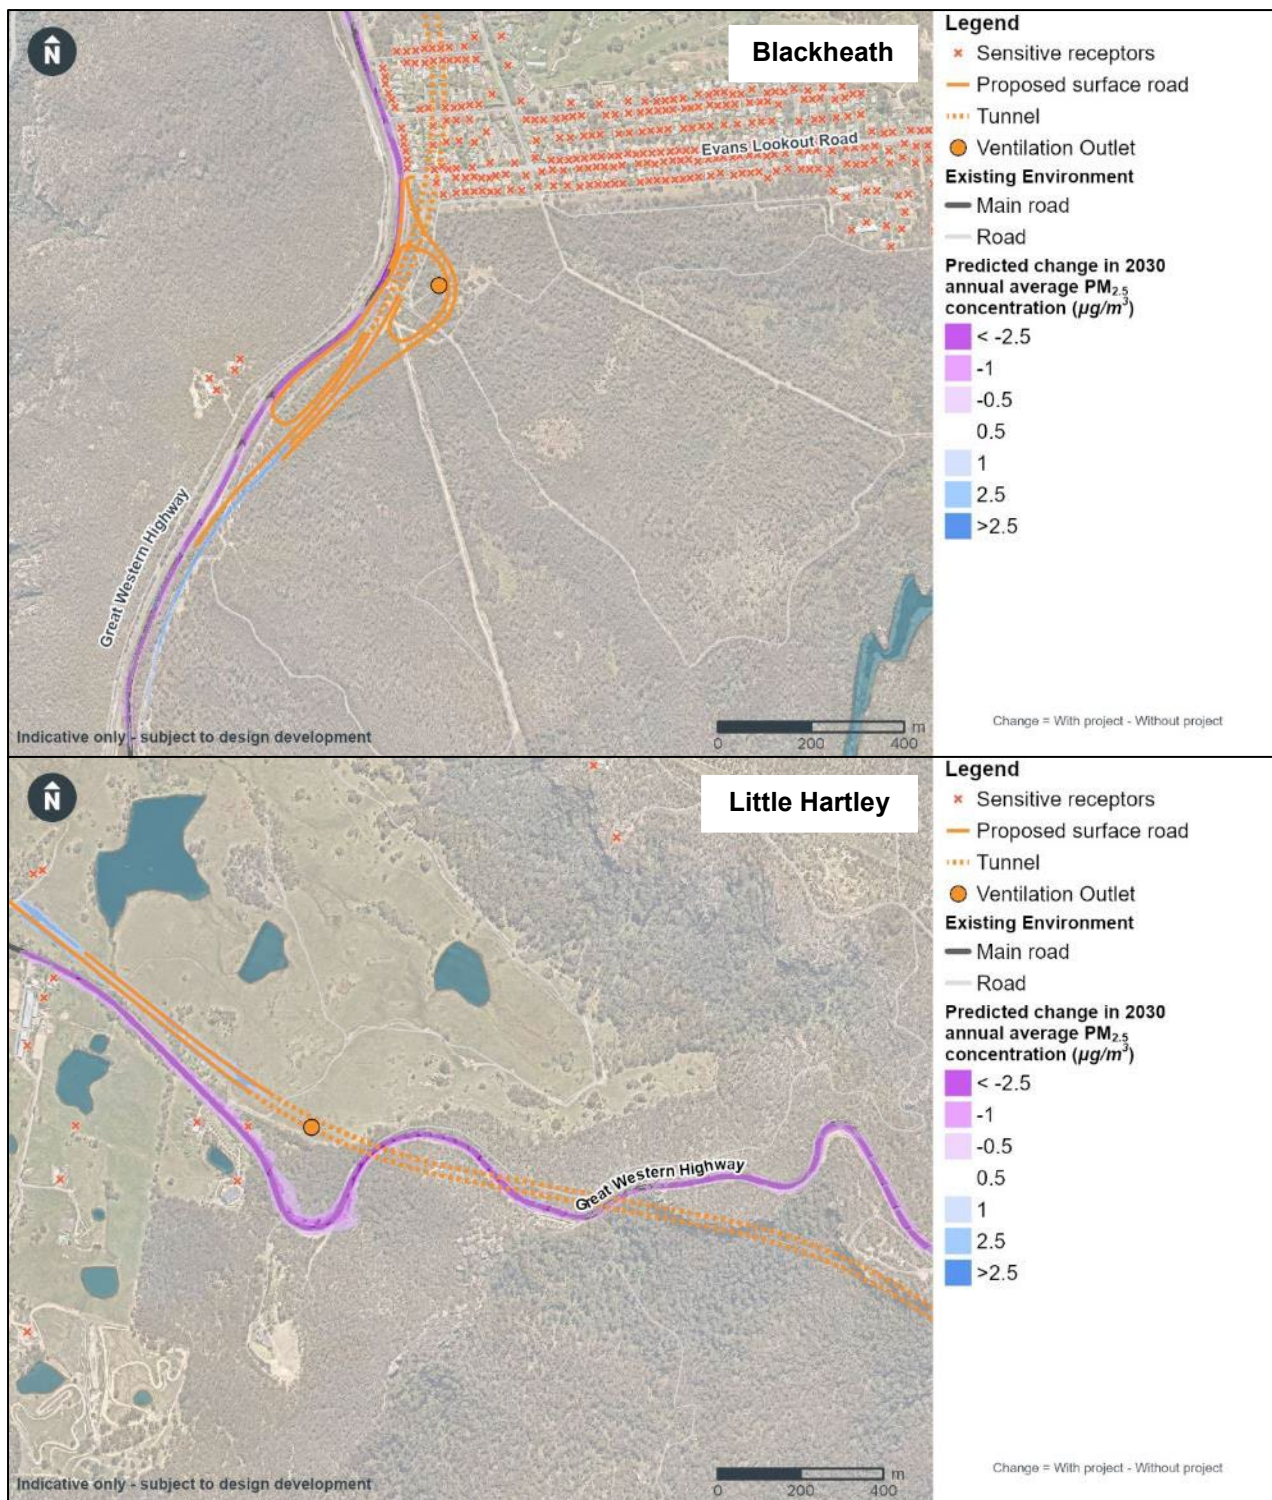 N
Blackheath
Evans Lookout Road
Great Western Highway
Indicative only - subject to design development
m
0 200 400
Legend
Sensitive receptors
Proposed surface road
Tunnel
Ventilation Outlet
Existing Environment
Main road
Road
Predicted change in 2030
annual average PM2.5
concentration (µg/m³)
< -2.5
-1
-0.5
0.5
1
2.5
>2.5
Change = With project - Without project
N
Little Hartley
Great Western Highway
Indicative only - subject to design development
m
0 200 400
Legend
Sensitive receptors
Proposed surface road
Tunnel
Ventilation Outlet
Existing Environment
Main road
Road
Predicted change in 2030
annual average PM2.5
concentration (µg/m³)
< -2.5
-1
-0.5
0.5
1
2.5
>2.5
Change = With project - Without project